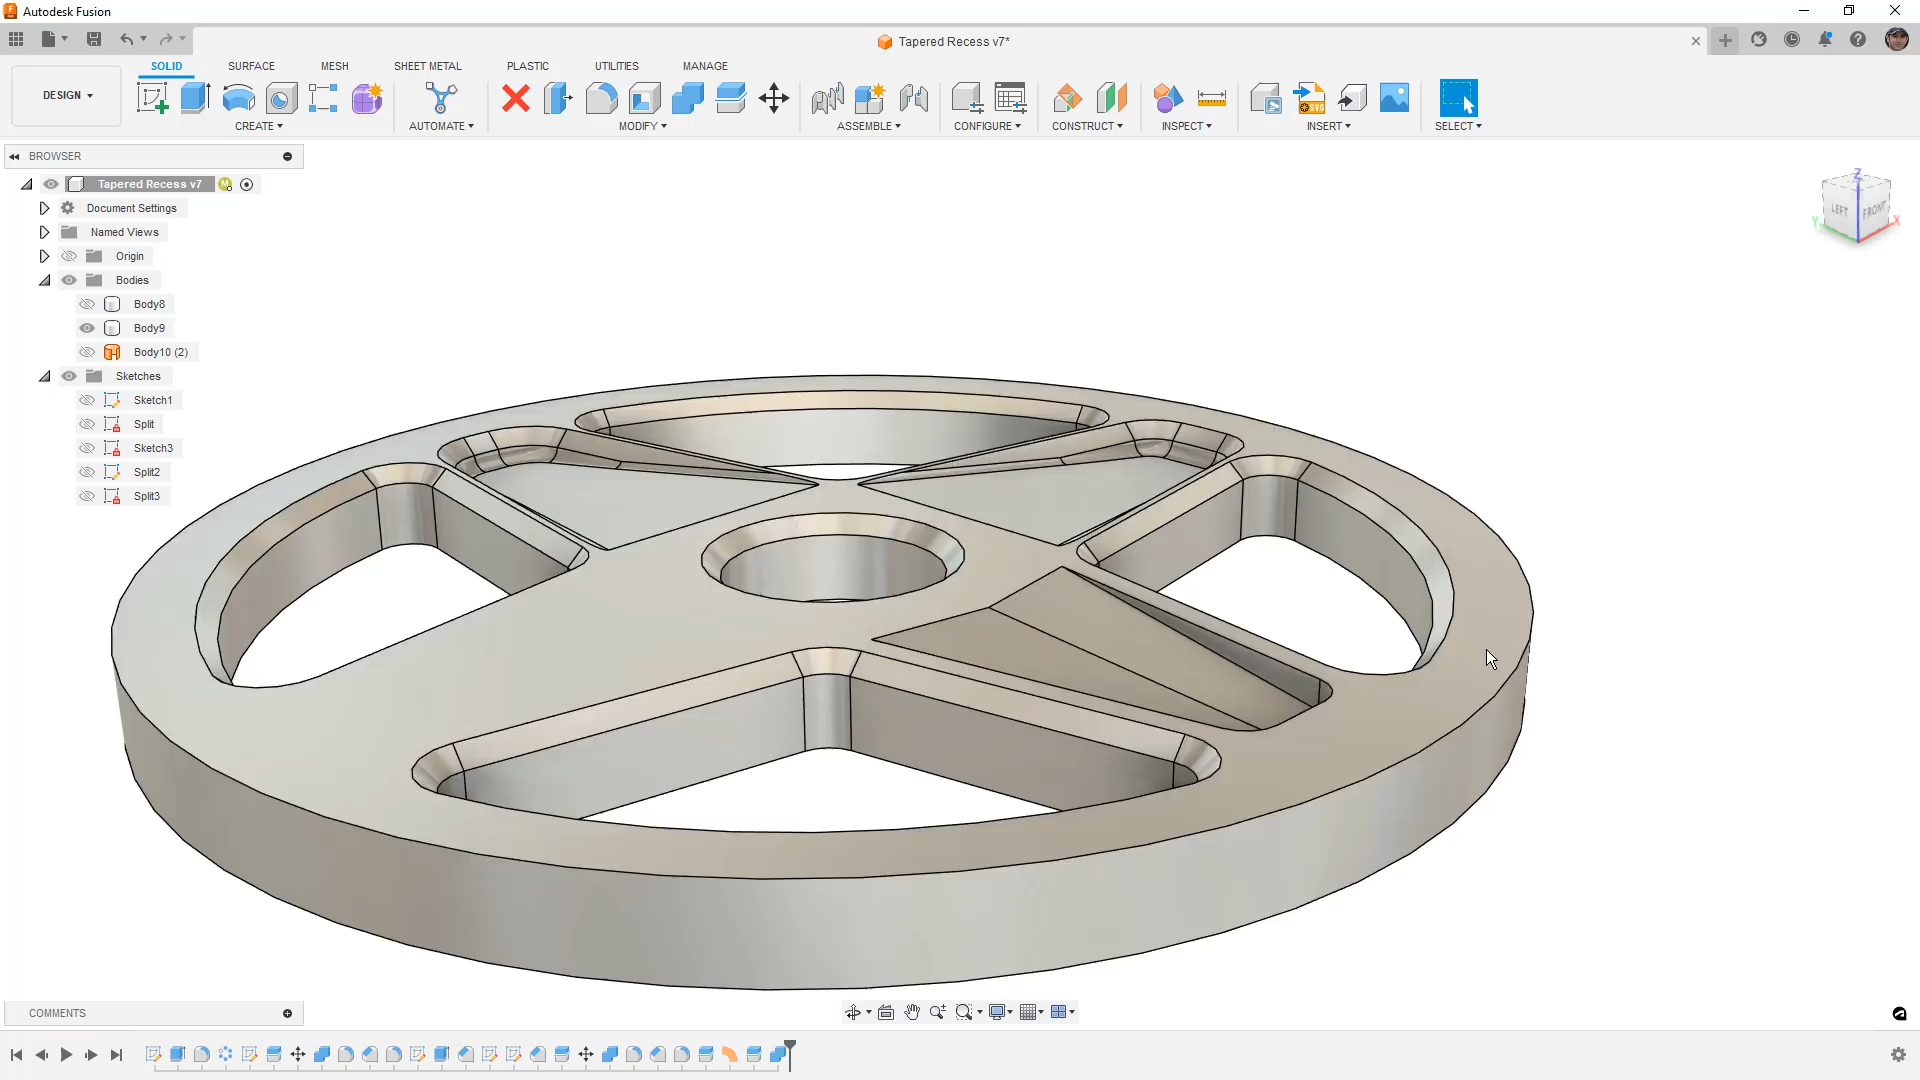 Autodesk Fusion
Tapered Recess v7*
SOLID SURFACE MESH SHEET METAL PLASTIC UTILITIES MANAGE
DESIGN
CREATE AUTOMATE MODIFY ASSEMBLE CONFIGURE CONSTRUCT INSPECT INSERT SELECT
SVG
BROWSER
Tapered Recess v7
Document Settings
Named Views
Origin
Bodies
Body8
Body9
Body10 (2)
Sketches
Sketch1
Split
Sketch3
Split2
Split3
Z
LEFT FRONT
Y X
COMMENTS